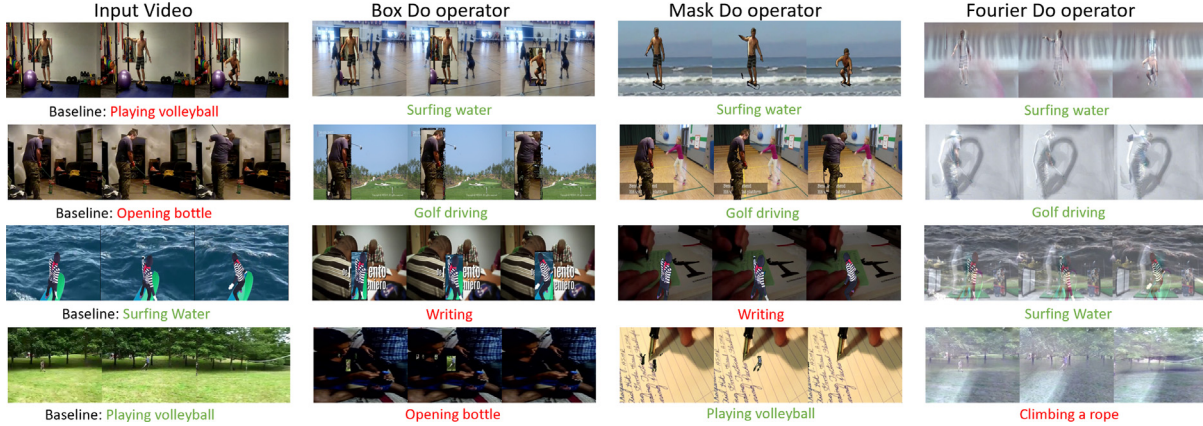 Input Video Box Do operator Mask Do operator Fourier Do operator
Baseline: Playing volleyball Surfing water Surfing water Surfing water
Baseline: Opening bottle Golf driving Golf driving Golf driving
mento
mero.
Baseline: Surfing Water Writing Writing Surfing Water
Baseline: Playing volleyball Opening bottle Playing volleyball Climbing a rope